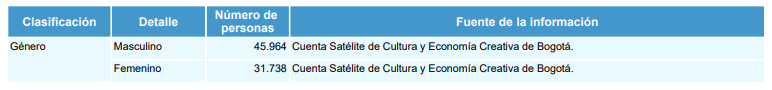 Clasificación Detalle Número de personas Fuente de la información
Género Masculino 45.964 Cuenta Satélite de Cultura y Economía Creativa de Bogotá.
Femenino 31.738 Cuenta Satélite de Cultura y Economía Creativa de Bogotá.